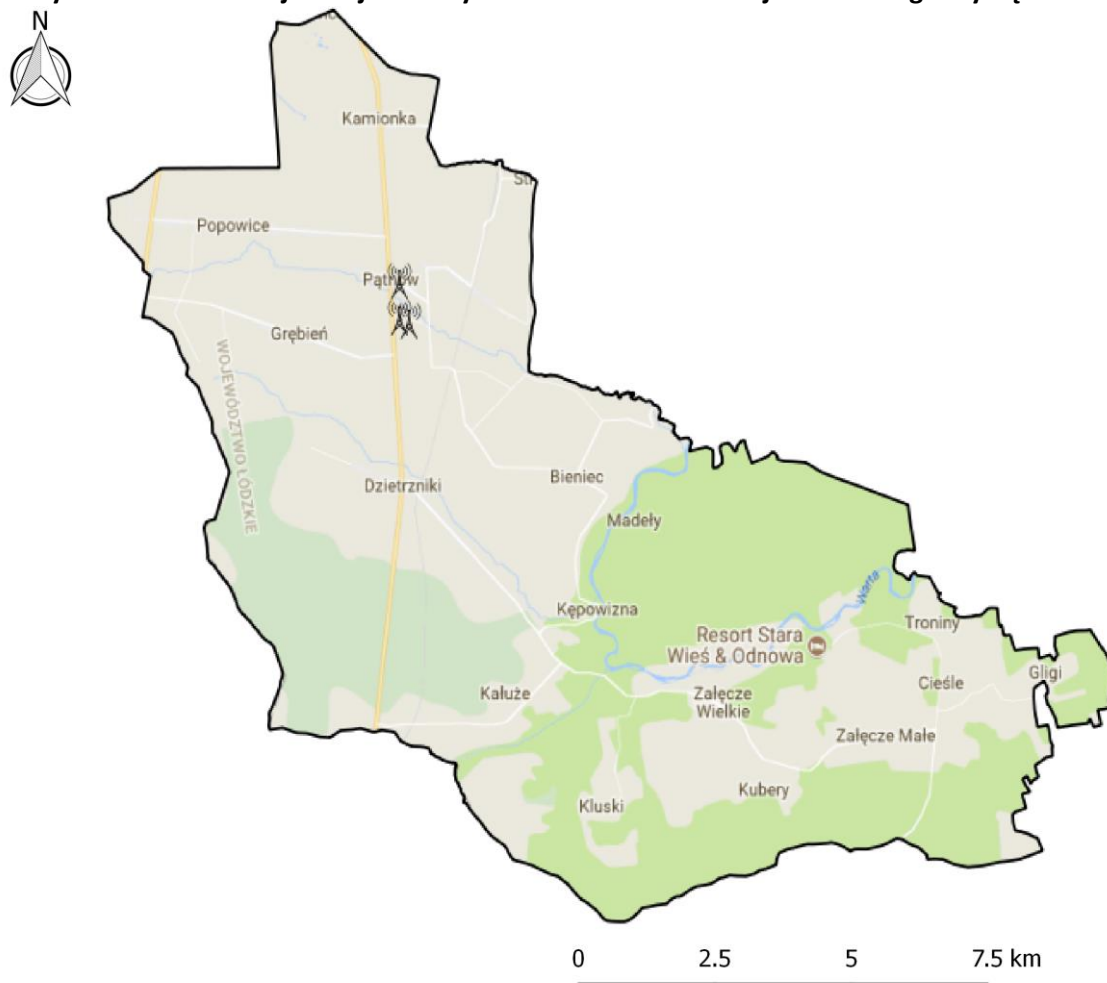 N
Kamionka
Popowice
Pątnów
Grębień
WOJEWÓDZTWO ŁÓDZKIE
Dzietrzniki
Bieniec
Madeły
Warta
Kępowizna
Troniny
Resort Stara
Wieś & Odnowa
Gligi
Cieśle
Kałuże
Załęcze
Wielkie
Załęcze Małe
Kubery
Kluski
0 2.5 5 7.5 km